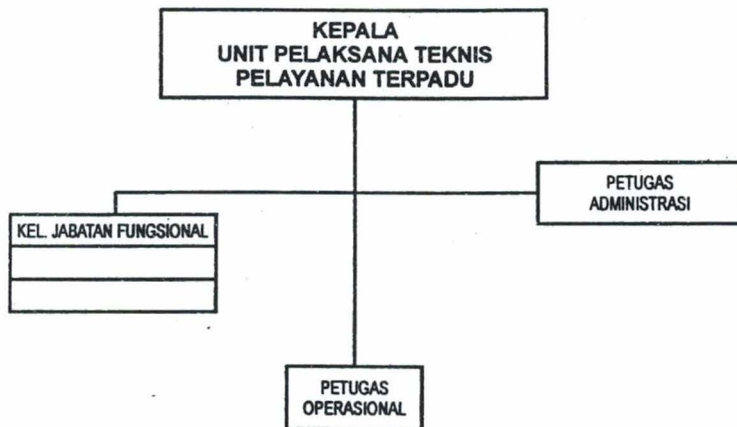 KEPALA
UNIT PELAKSANA TEKNIS
PELAYANAN TERPADU
PETUGAS
ADMINISTRASI
KEL. JABATAN FUNGSIONAL
PETUGAS
OPERASIONAL